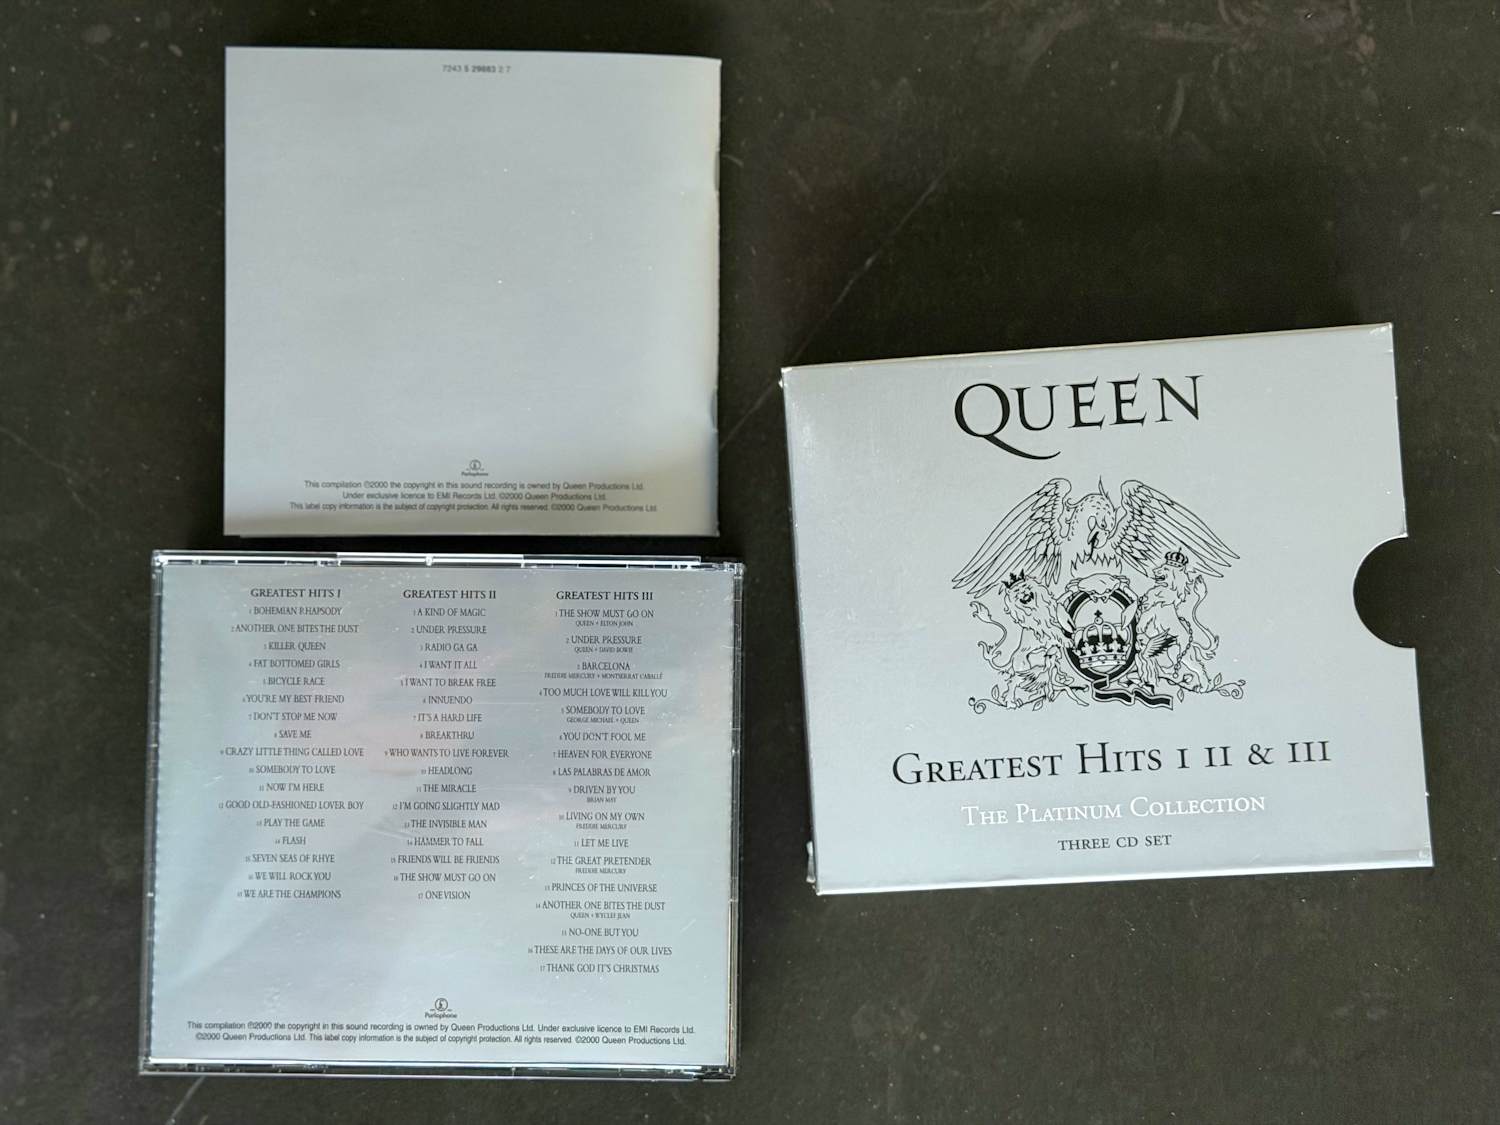 7243 5 29883 2 7
Parlophone
This compilation ℗2000 the copyright in this sound recording is owned by Queen Productions Ltd.
Under exclusive licence to EMI Records Ltd. ©2000 Queen Productions Ltd.
This label copy information is the subject of copyright protection. All rights reserved. ©2000 Queen Productions Ltd.
GREATEST HITS I
1 BOHEMIAN RHAPSODY
2 ANOTHER ONE BITES THE DUST
3 KILLER QUEEN
4 FAT BOTTOMED GIRLS
5 BICYCLE RACE
6 YOU'RE MY BEST FRIEND
7 DON'T STOP ME NOW
8 SAVE ME
9 CRAZY LITTLE THING CALLED LOVE
10 SOMEBODY TO LOVE
11 NOW I'M HERE
12 GOOD OLD-FASHIONED LOVER BOY
13 PLAY THE GAME
14 FLASH
15 SEVEN SEAS OF RHYE
16 WE WILL ROCK YOU
17 WE ARE THE CHAMPIONS
GREATEST HITS II
1 A KIND OF MAGIC
2 UNDER PRESSURE
3 RADIO GA GA
4 I WANT IT ALL
5 I WANT TO BREAK FREE
6 INNUENDO
7 IT'S A HARD LIFE
8 BREAKTHRU
9 WHO WANTS TO LIVE FOREVER
10 HEADLONG
11 THE MIRACLE
12 I'M GOING SLIGHTLY MAD
13 THE INVISIBLE MAN
14 HAMMER TO FALL
15 FRIENDS WILL BE FRIENDS
16 THE SHOW MUST GO ON
17 ONE VISION
GREATEST HITS III
1 THE SHOW MUST GO ON
QUEEN + ELTON JOHN
2 UNDER PRESSURE
QUEEN + DAVID BOWIE
3 BARCELONA
FREDDIE MERCURY + MONTSERRAT CABALLÉ
4 TOO MUCH LOVE WILL KILL YOU
5 SOMEBODY TO LOVE
GEORGE MICHAEL + QUEEN
6 YOU DON'T FOOL ME
7 HEAVEN FOR EVERYONE
8 LAS PALABRAS DE AMOR
9 DRIVEN BY YOU
BRIAN MAY
10 LIVING ON MY OWN
FREDDIE MERCURY
11 LET ME LIVE
12 THE GREAT PRETENDER
FREDDIE MERCURY
13 PRINCES OF THE UNIVERSE
14 ANOTHER ONE BITES THE DUST
QUEEN + WYCLEF JEAN
15 NO-ONE BUT YOU
16 THESE ARE THE DAYS OF OUR LIVES
17 THANK GOD IT'S CHRISTMAS
Parlophone
This compilation ℗2000 the copyright in this sound recording is owned by Queen Productions Ltd. Under exclusive licence to EMI Records Ltd.
©2000 Queen Productions Ltd. This label copy information is the subject of copyright protection. All rights reserved. ©2000 Queen Productions Ltd.
QUEEN
GREATEST HITS I II & III
THE PLATINUM COLLECTION
THREE CD SET